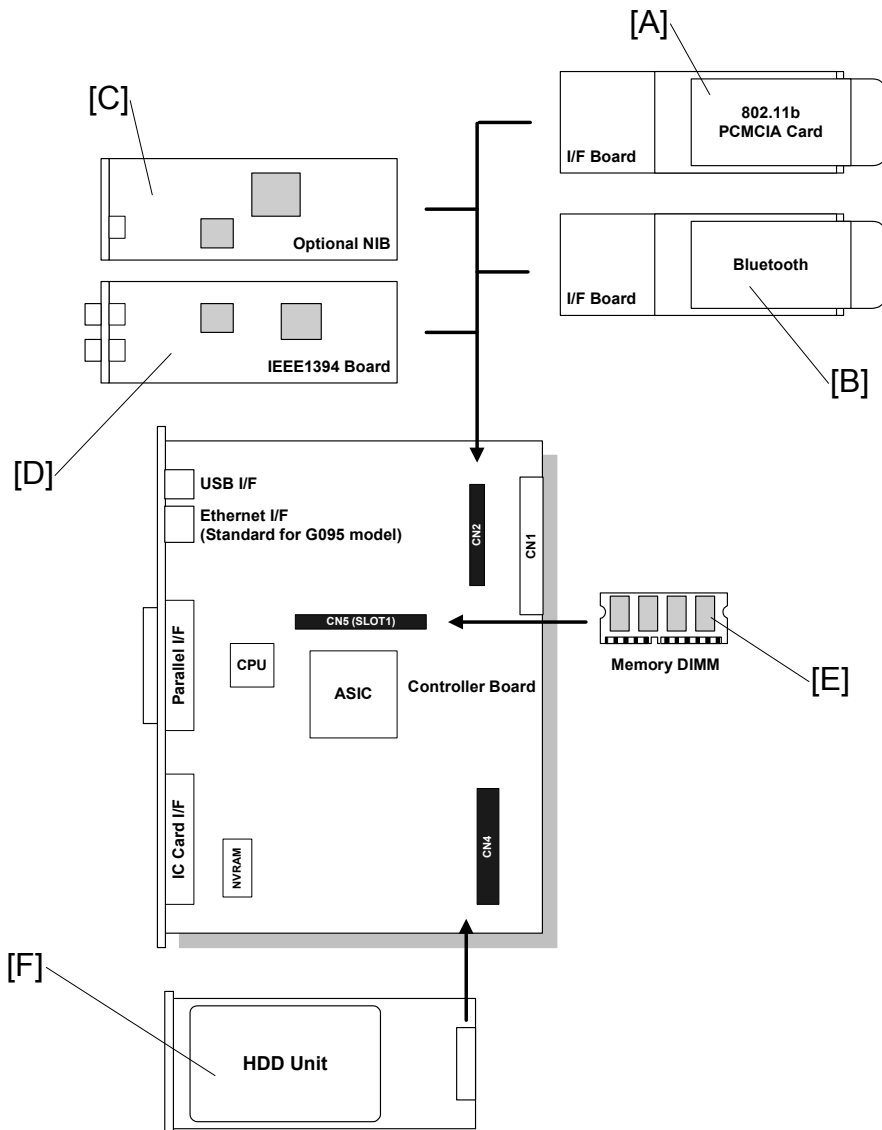 [A]
[C]
802.11b
PCMCIA Card
I/F Board
Optional NIB
Bluetooth
I/F Board
IEEE1394 Board
[B]
[D]
USB I/F
Ethernet I/F
(Standard for G095 model)
CN2
CN1
CN5 (SLOT1)
Parallel I/F
CPU
ASIC
Controller Board
Memory DIMM
[E]
IC Card I/F
NVRAM
CN4
[F]
HDD Unit